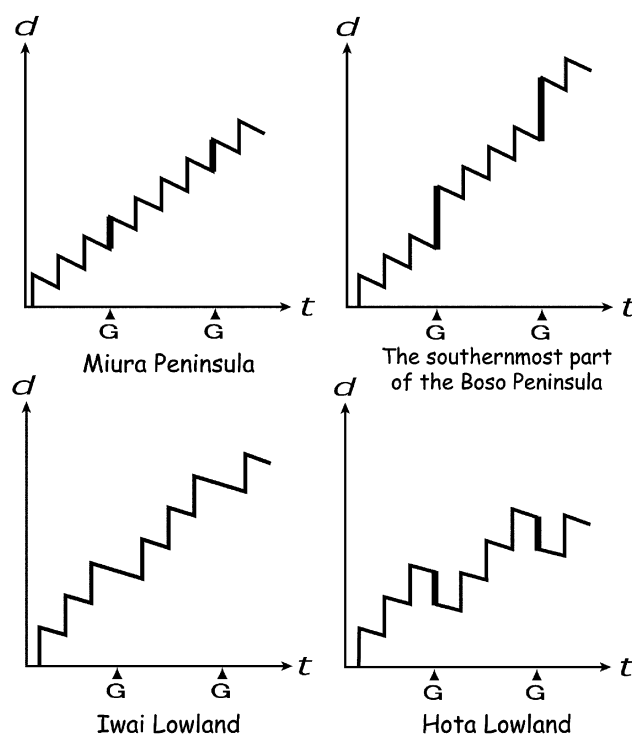 d
d
t
t
G
G
G
G
Miura Peninsula
The southernmost part
of the Boso Peninsula
d
d
t
t
G
G
G
G
Iwai Lowland
Hota Lowland